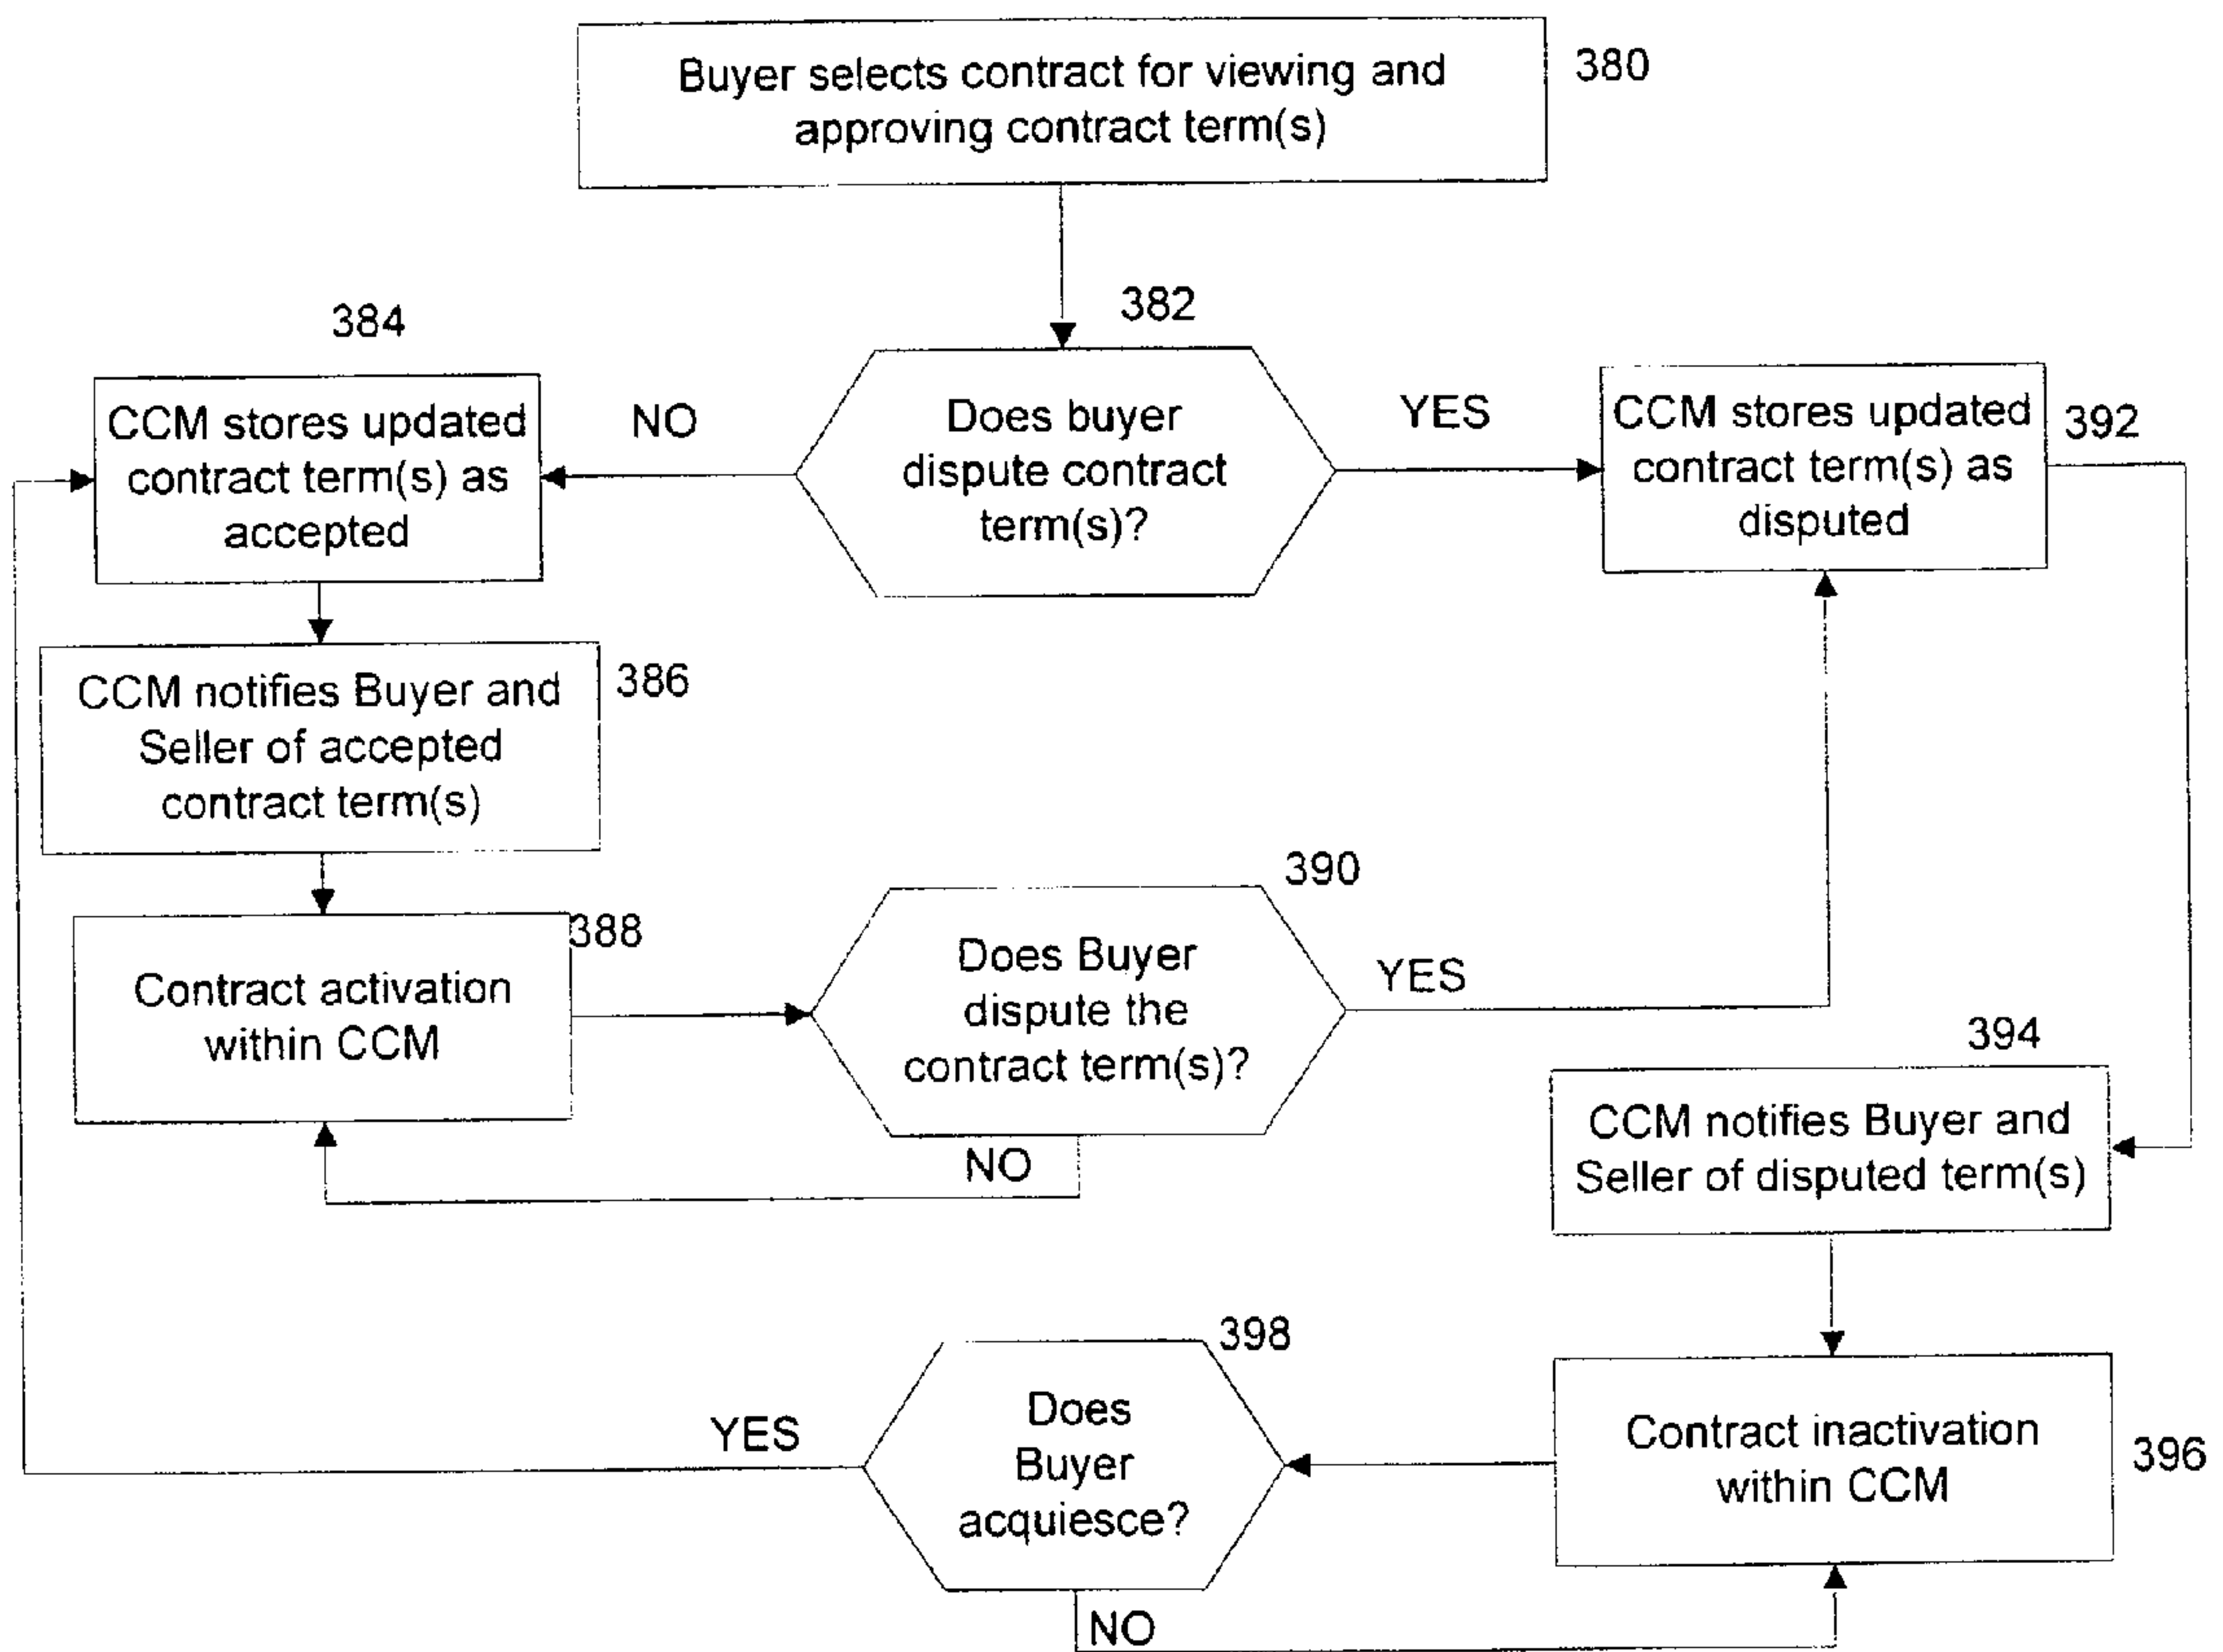 Buyer selects contract for viewing and
approving contract term(s)
380
382
384
CCM stores updated
contract term(s) as
accepted
NO
Does buyer
dispute contract
term(s)?
YES
CCM stores updated
contract term(s) as
disputed
392
CCM notifies Buyer and
Seller of accepted
contract term(s)
386
388
Contract activation
within CCM
390
Does Buyer
dispute the
contract term(s)?
YES
NO
394
CCM notifies Buyer and
Seller of disputed term(s)
398
YES
Does
Buyer
acquiesce?
NO
Contract inactivation
within CCM
396